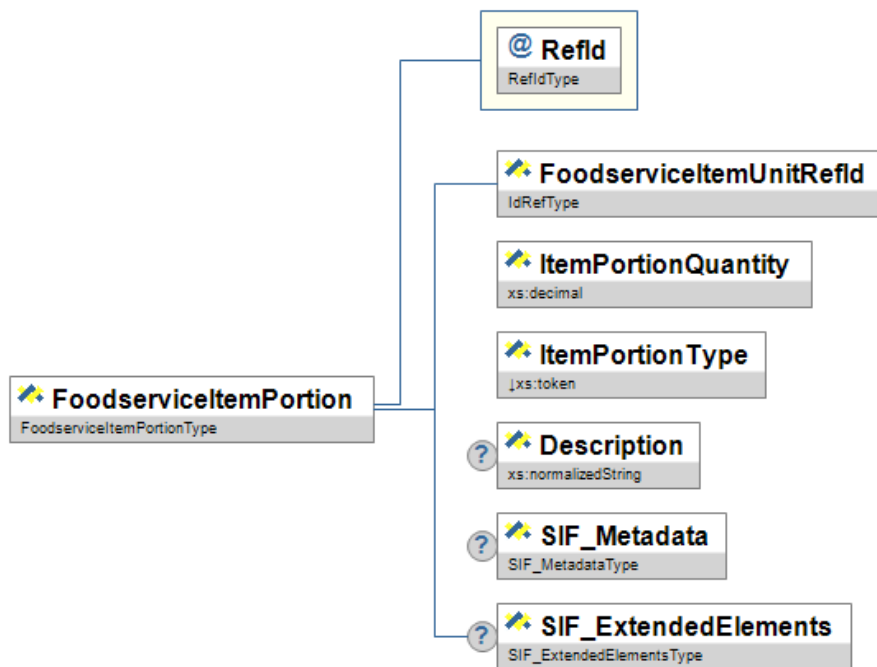 @ RefId
RefIdType
FoodserviceItemUnitRefId
IdRefType
ItemPortionQuantity
xs:decimal
ItemPortionType
↓xs:token
FoodserviceItemPortion
FoodserviceItemPortionType
? Description
xs:normalizedString
? SIF_Metadata
SIF_MetadataType
? SIF_ExtendedElements
SIF_ExtendedElementsType